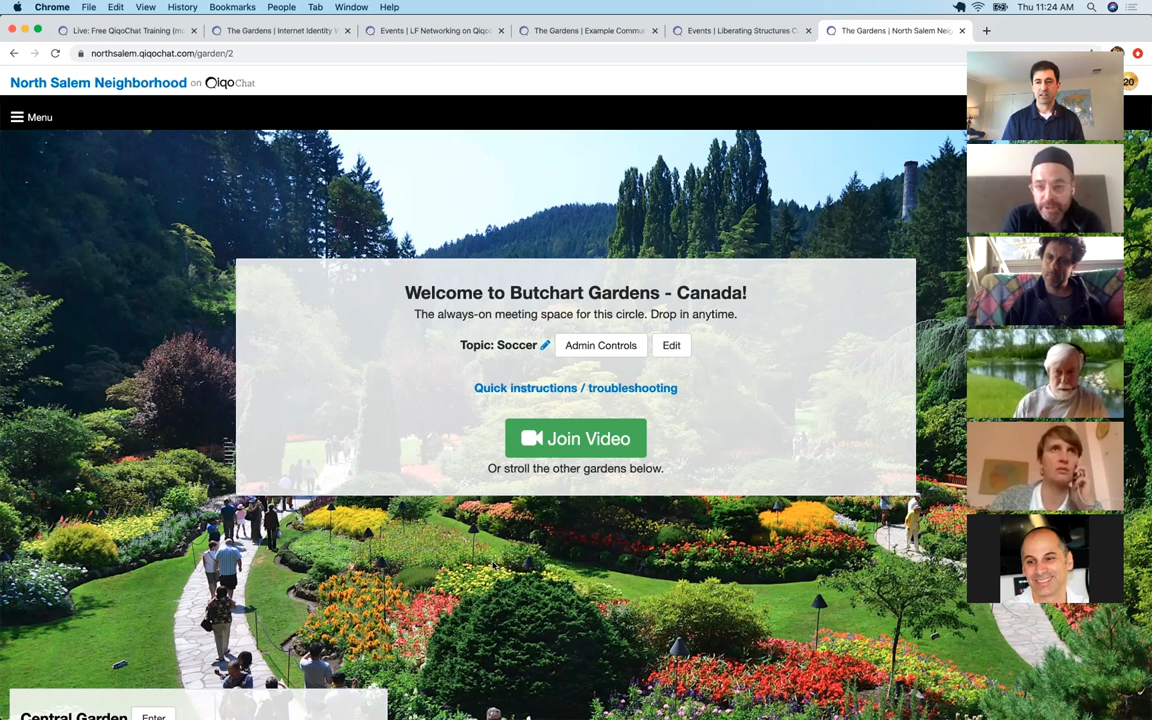 Chrome File Edit View History Bookmarks People Tab Window Help Thu 11:24 AM
Live: Free QiqoChat Training (mo The Gardens | Internet Identity W Events | LF Networking on Qiqo The Gardens | Example Commun Events | Liberating Structures C The Gardens | North Salem Neig
northsalem.qiqochat.com/garden/2
North Salem Neighborhood on QiqoChat
20
Menu
Welcome to Butchart Gardens - Canada!
The always-on meeting space for this circle. Drop in anytime.
Topic: Soccer Admin Controls Edit
Quick instructions / troubleshooting
Join Video
Or stroll the other gardens below.
Central Garden Enter